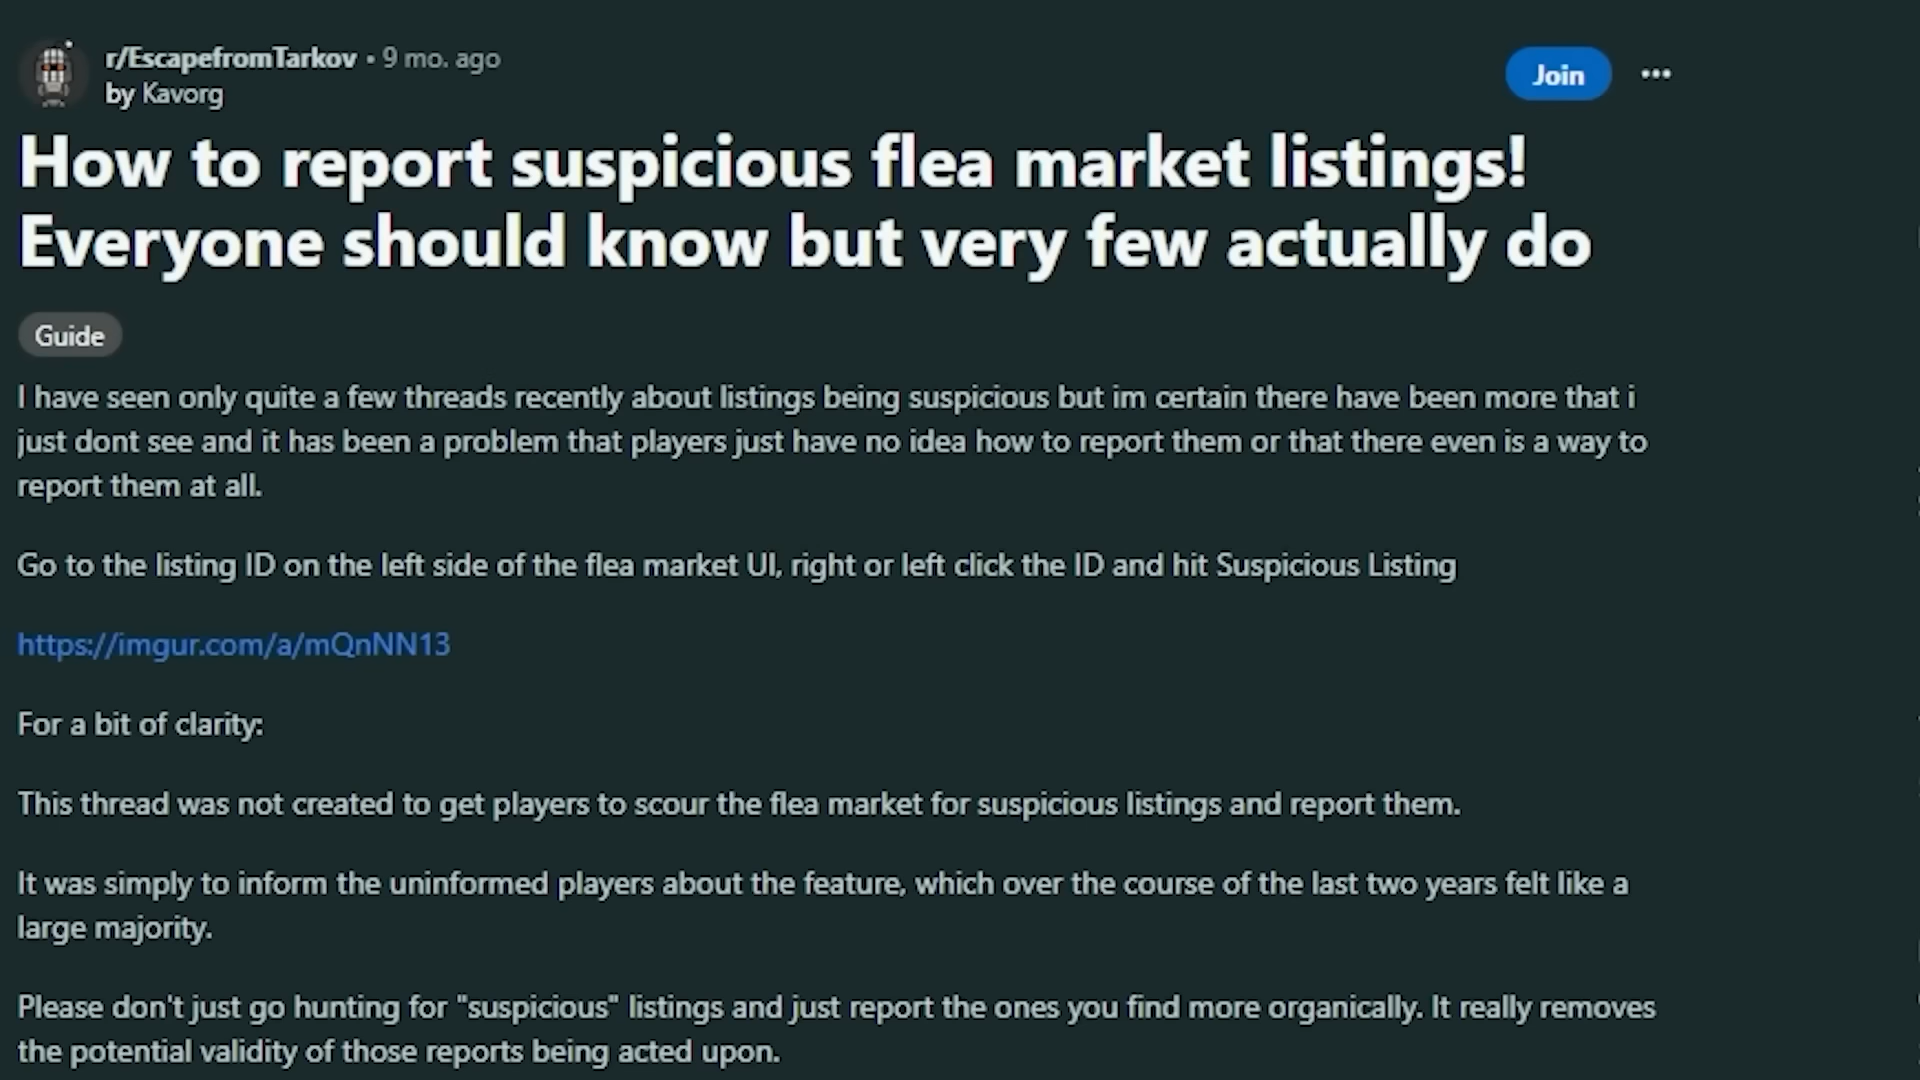 r/EscapefromTarkov • 9 mo. ago
by Kavorg
Join
How to report suspicious flea market listings!
Everyone should know but very few actually do
Guide
I have seen only quite a few threads recently about listings being suspicious but im certain there have been more that i
just dont see and it has been a problem that players just have no idea how to report them or that there even is a way to
report them at all.
Go to the listing ID on the left side of the flea market UI, right or left click the ID and hit Suspicious Listing
https://imgur.com/a/mQnNN13
For a bit of clarity:
This thread was not created to get players to scour the flea market for suspicious listings and report them.
It was simply to inform the uninformed players about the feature, which over the course of the last two years felt like a
large majority.
Please don't just go hunting for "suspicious" listings and just report the ones you find more organically. It really removes
the potential validity of those reports being acted upon.